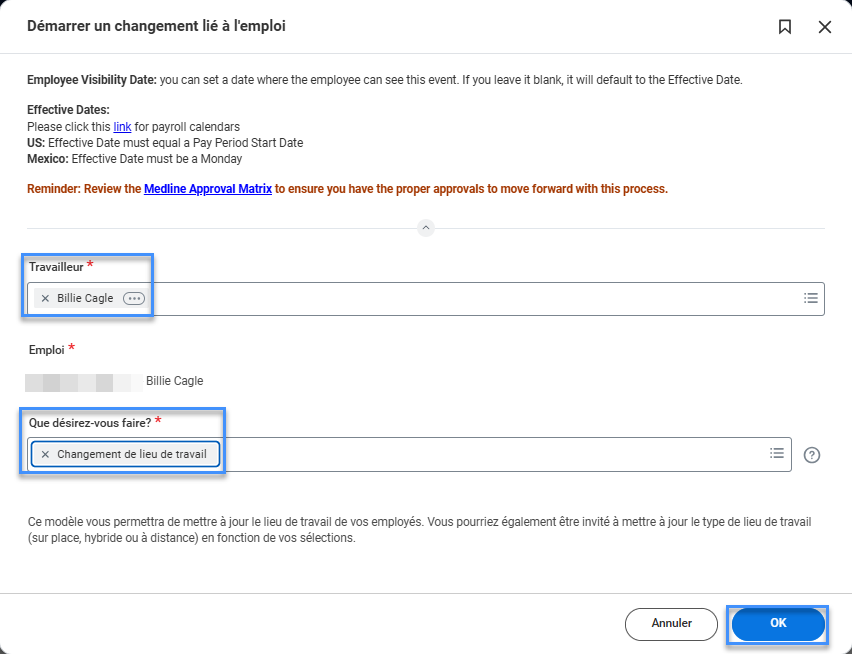 Démarrer un changement lié à l'emploi
Employee Visibility Date: you can set a date where the employee can see this event. If you leave it blank, it will default to the Effective Date.
Effective Dates:
Please click this link for payroll calendars
US: Effective Date must equal a Pay Period Start Date
Mexico: Effective Date must be a Monday
Reminder: Review the Medline Approval Matrix to ensure you have the proper approvals to move forward with this process.
Travailleur *
Billie Cagle
Emploi *
Billie Cagle
Que désirez-vous faire? *
Changement de lieu de travail
Ce modèle vous permettra de mettre à jour le lieu de travail de vos employés. Vous pourriez également être invité à mettre à jour le type de lieu de travail
(sur place, hybride ou à distance) en fonction de vos sélections.
Annuler
OK